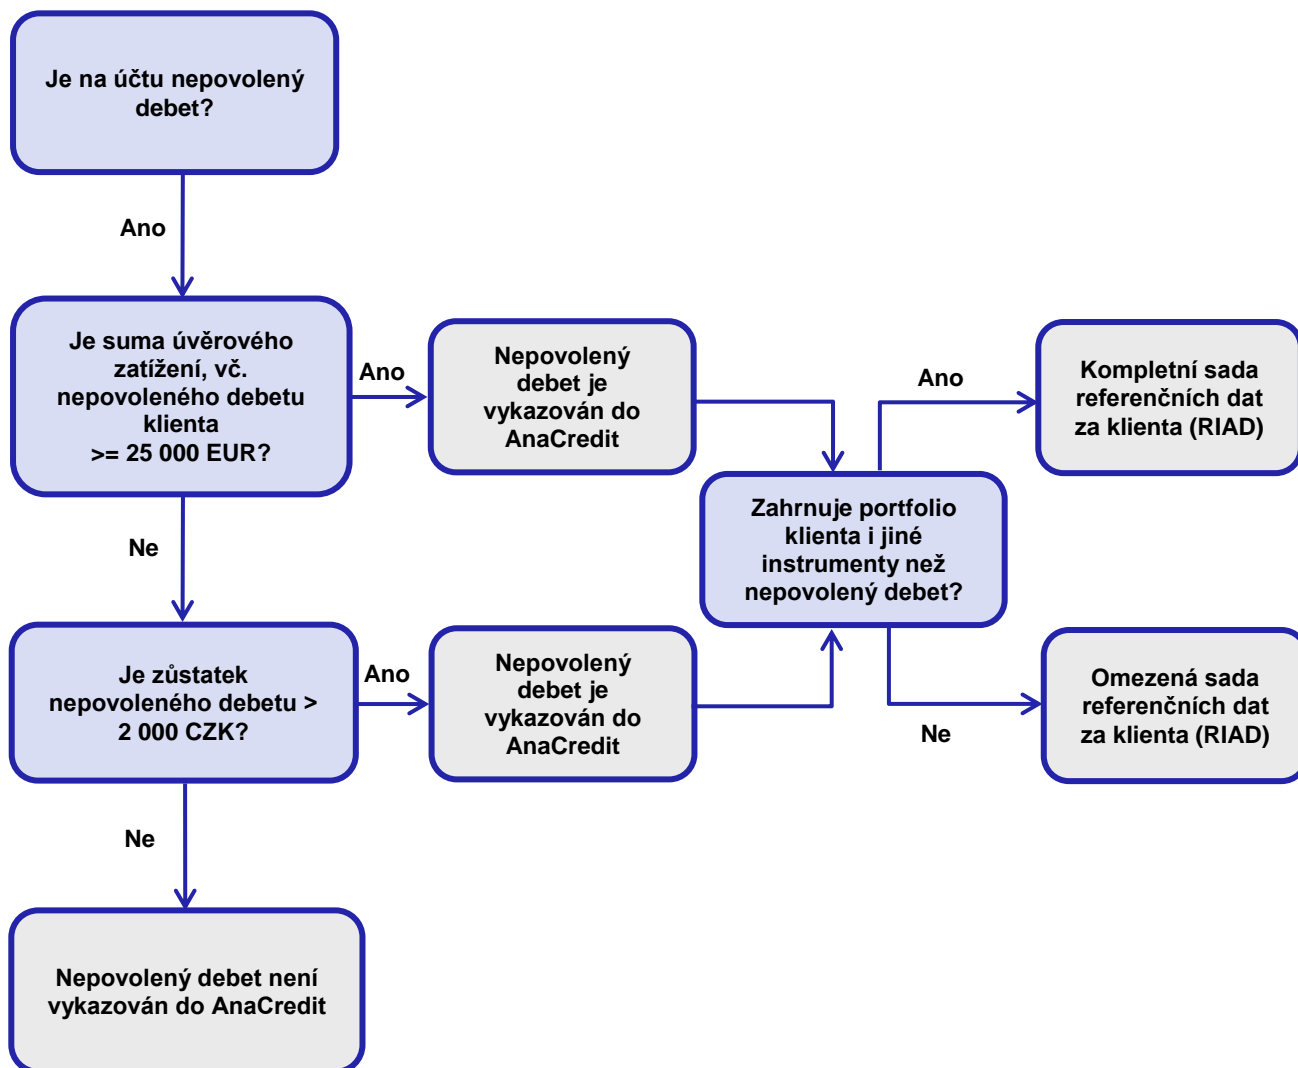 Je na účtu nepovolený
debet?
Ano
Je suma úvěrového
zatížení, vč.
nepovoleného debetu
klienta
>= 25 000 EUR?
Ano
Nepovolený
debet je
vykazován do
AnaCredit
Ano
Kompletní sada
referenčních dat
za klienta (RIAD)
Zahrnuje portfolio
klienta i jiné
instrumenty než
nepovolený debet?
Ne
Je zůstatek
nepovoleného debetu >
2 000 CZK?
Ano
Nepovolený
debet je
vykazován do
AnaCredit
Ne
Omezená sada
referenčních dat
za klienta (RIAD)
Ne
Nepovolený debet není
vykazován do AnaCredit